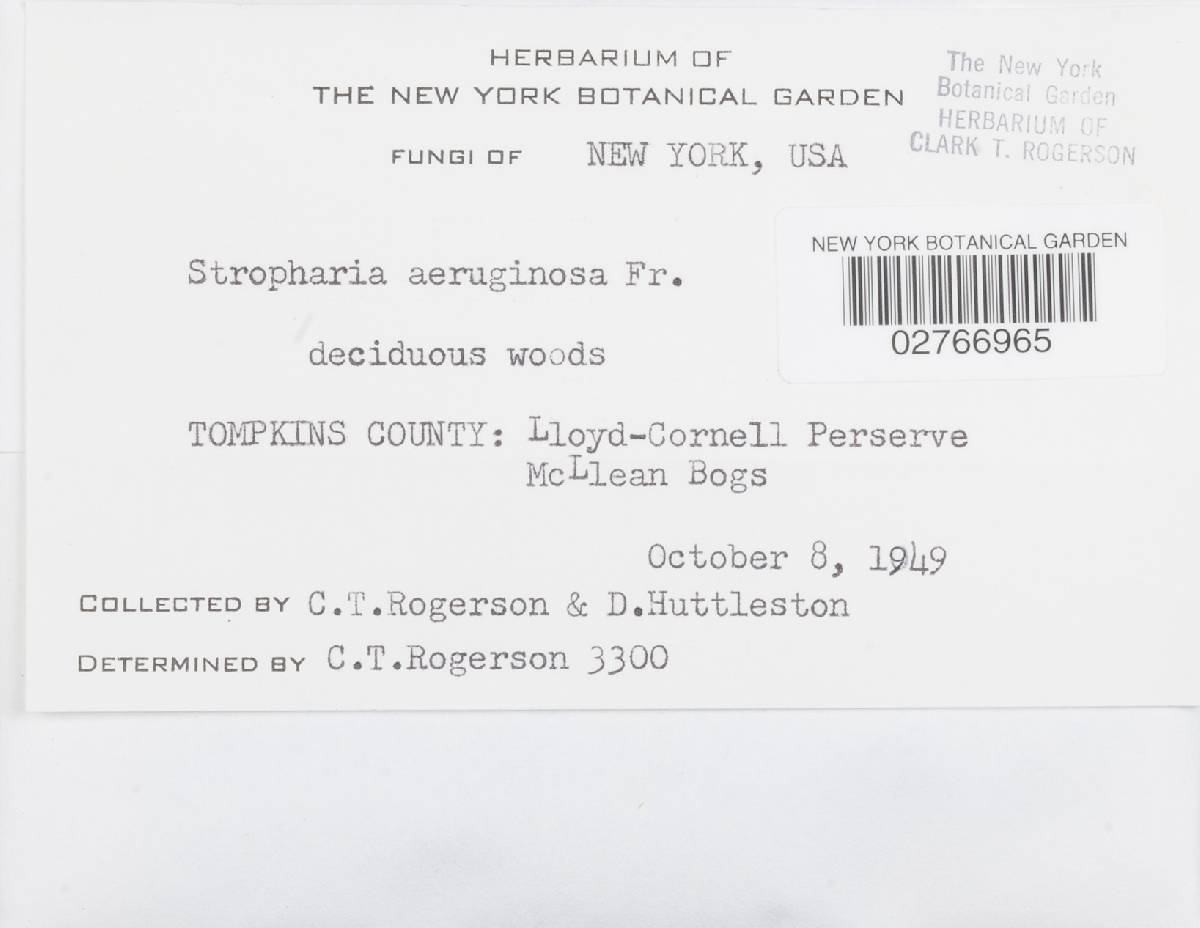 HERBARIUM OF
THE NEW YORK BOTANICAL GARDEN
FUNGI OF NEW YORK, USA
The New York
Botanical Garden
HERBARIUM OF
CLARK T. ROGERSON
NEW YORK BOTANICAL GARDEN
02766965
Stropharia aeruginosa Fr.
deciduous woods
TOMPKINS COUNTY: Lloyd-Cornell Perserve
McLlean Bogs
October 8, 1949
COLLECTED BY C.T.Rogerson & D.Huttleston
DETERMINED BY C.T.Rogerson 3300